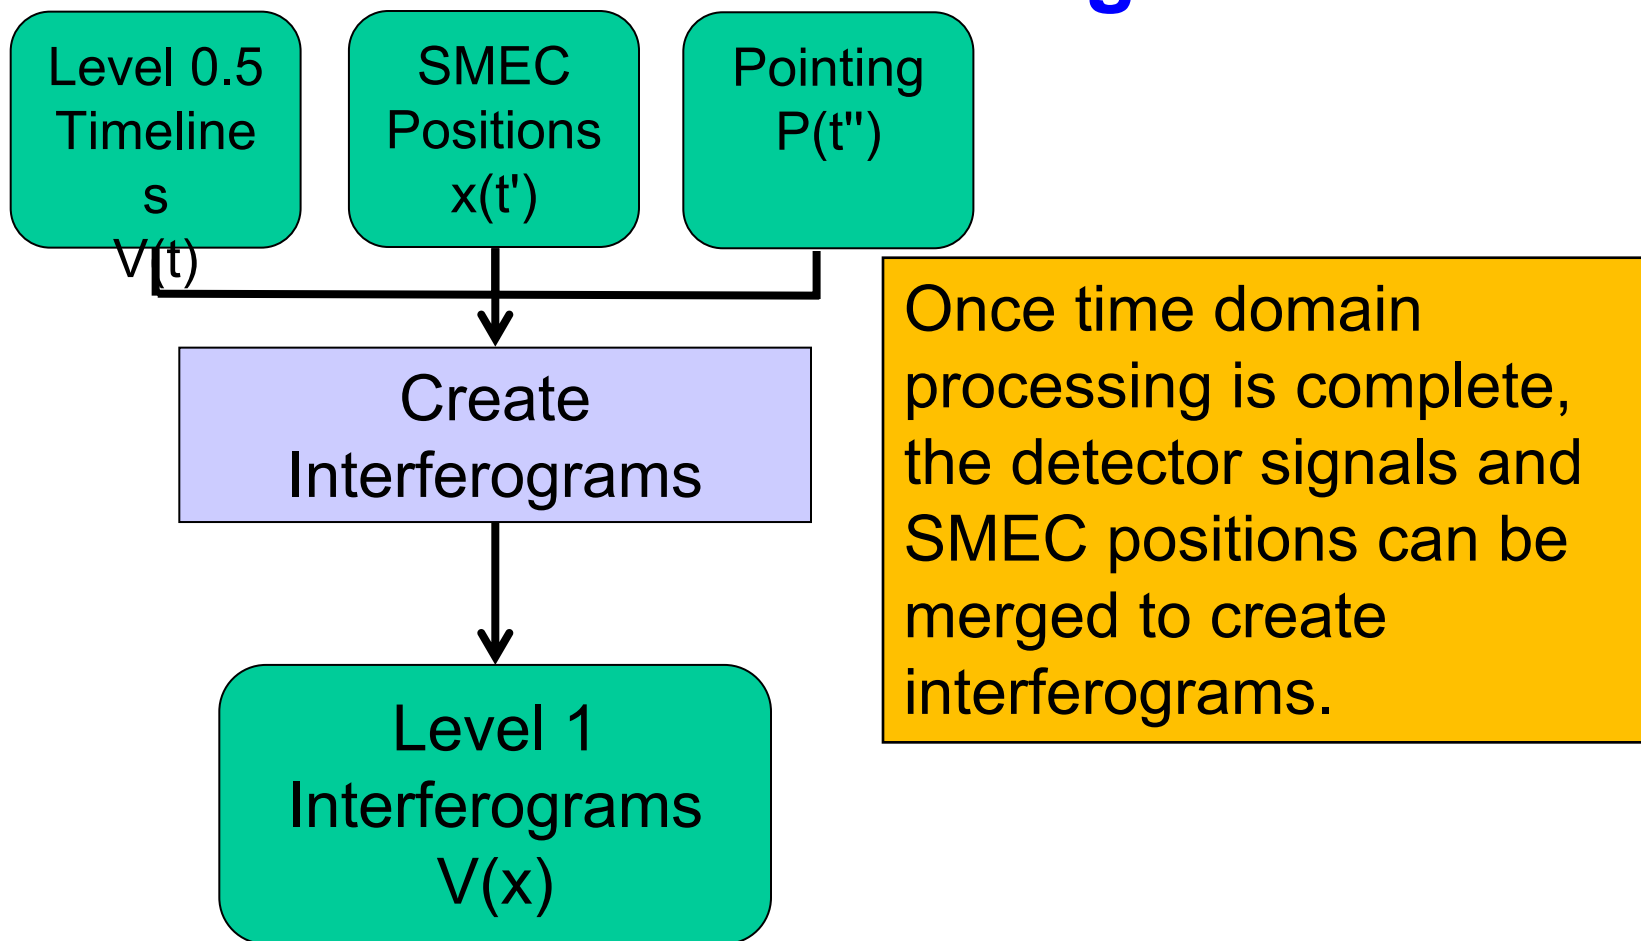 Level 0.5
Timeline
s
V(t)
SMEC
Positions
x(t')
Pointing
P(t")
Create
Interferograms
Level 1
Interferograms
V(x)
Once time domain
processing is complete,
the detector signals and
SMEC positions can be
merged to create
interferograms.